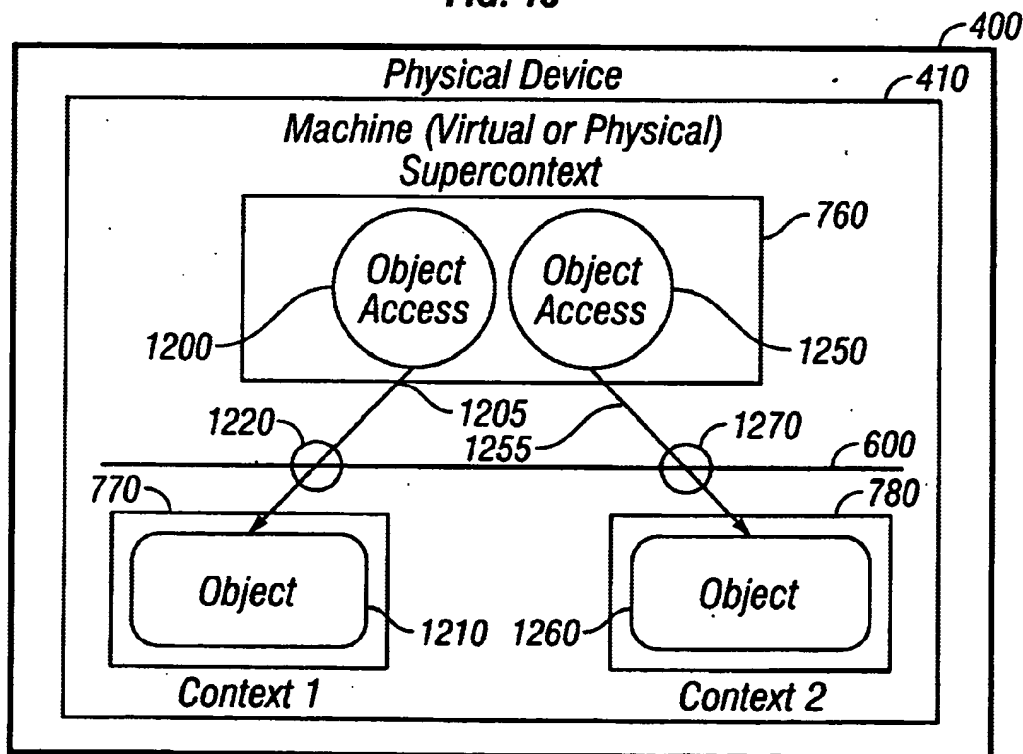 400
Physical Device
410
Machine (Virtual or Physical)
Supercontext
760
Object
Access
Object
Access
1200
1250
1205
1220
1255
1270
600
770
780
Object
Object
1210
1260
Context 1
Context 2